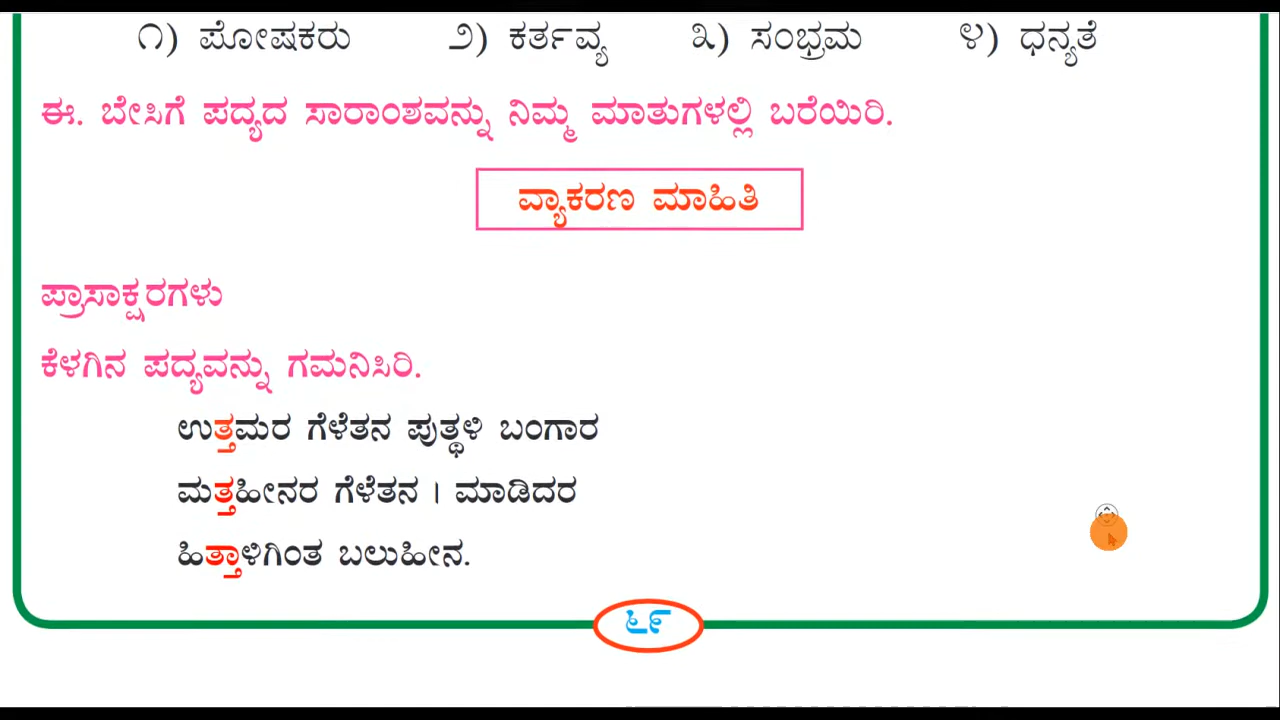 ೧) ಪೋಷಕರು ೨) ಕರ್ತವ್ಯ ೩) ಸಂಭ್ರಮ ೪) ಧನ್ಯತೆ
ಈ. ಬೇಸಿಗೆ ಪದ್ಯದ ಸಾರಾಂಶವನ್ನು ನಿಮ್ಮ ಮಾತುಗಳಲ್ಲಿ ಬರೆಯಿರಿ.
ವ್ಯಾಕರಣ ಮಾಹಿತಿ
ಪ್ರಾಸಾಕ್ಷರಗಳು
ಕೆಳಗಿನ ಪದ್ಯವನ್ನು ಗಮನಿಸಿರಿ.
ಉತ್ತಮರ ಗೆಳೆತನ ಪುತ್ಥಳಿ ಬಂಗಾರ
ಮತ್ತಹೀನರ ಗೆಳೆತನ । ಮಾಡಿದರ
ಹಿತ್ತಾಳಿಗಿಂತ ಬಲುಹೀನ.
೬೯